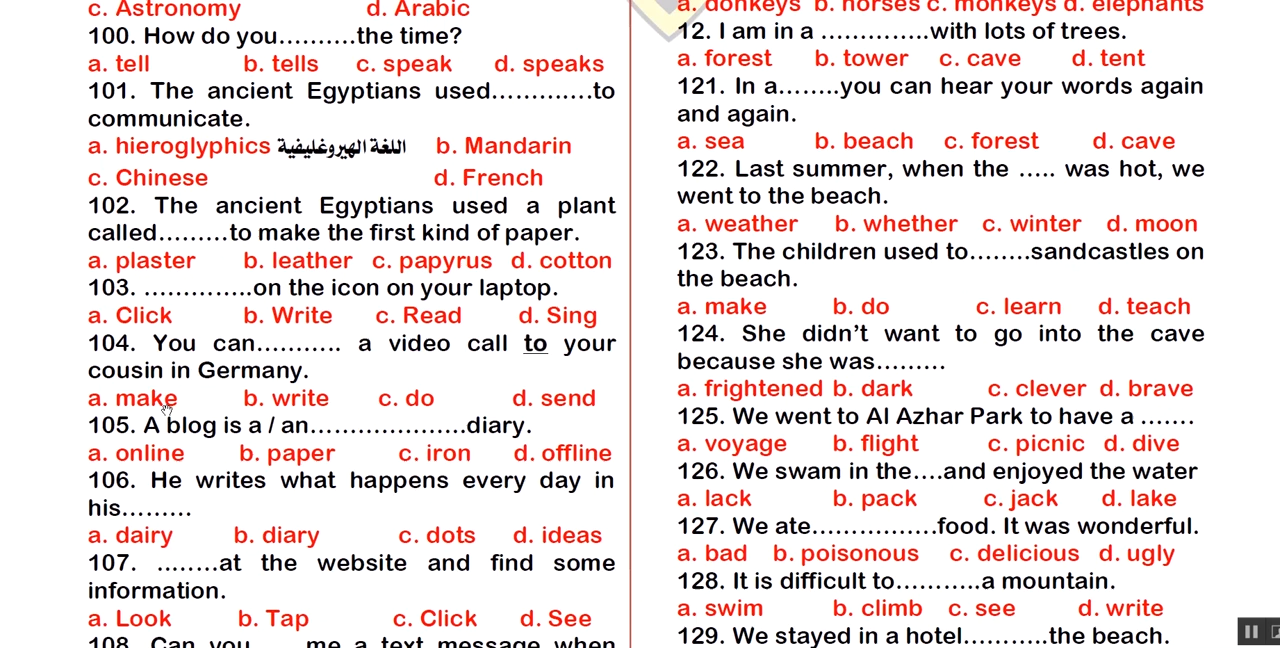 c. Astronomy d. Arabic
100. How do you..........the time?
a. tell b. tells c. speak d. speaks
101. The ancient Egyptians used.............to
communicate.
a. hieroglyphics اللغة الهيروغليفية b. Mandarin
c. Chinese d. French
102. The ancient Egyptians used a plant
called.........to make the first kind of paper.
a. plaster b. leather c. papyrus d. cotton
103. ..............on the icon on your laptop.
a. Click b. Write c. Read d. Sing
104. You can........... a video call to your
cousin in Germany.
a. make b. write c. do d. send
105. A blog is a / an....................diary.
a. online b. paper c. iron d. offline
106. He writes what happens every day in
his.........
a. dairy b. diary c. dots d. ideas
107. ........at the website and find some
information.
a. Look b. Tap c. Click d. See
108. Can you ..... me a text message when
a. donkeys b. horses c. monkeys d. elephants
12. I am in a ..............with lots of trees.
a. forest b. tower c. cave d. tent
121. In a........you can hear your words again
and again.
a. sea b. beach c. forest d. cave
122. Last summer, when the ..... was hot, we
went to the beach.
a. weather b. whether c. winter d. moon
123. The children used to........sandcastles on
the beach.
a. make b. do c. learn d. teach
124. She didn’t want to go into the cave
because she was.........
a. frightened b. dark c. clever d. brave
125. We went to Al Azhar Park to have a .......
a. voyage b. flight c. picnic d. dive
126. We swam in the....and enjoyed the water
a. lack b. pack c. jack d. lake
127. We ate................food. It was wonderful.
a. bad b. poisonous c. delicious d. ugly
128. It is difficult to...........a mountain.
a. swim b. climb c. see d. write
129. We stayed in a hotel...........the beach.